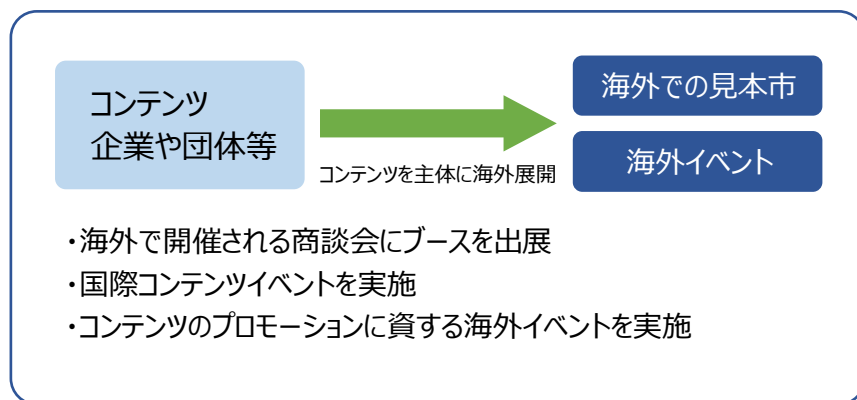 コンテンツ
企業や団体等
コンテンツを主体に海外展開
海外での見本市
海外イベント
・海外で開催される商談会にブースを出展
・国際コンテンツイベントを実施
・コンテンツのプロモーションに資する海外イベントを実施